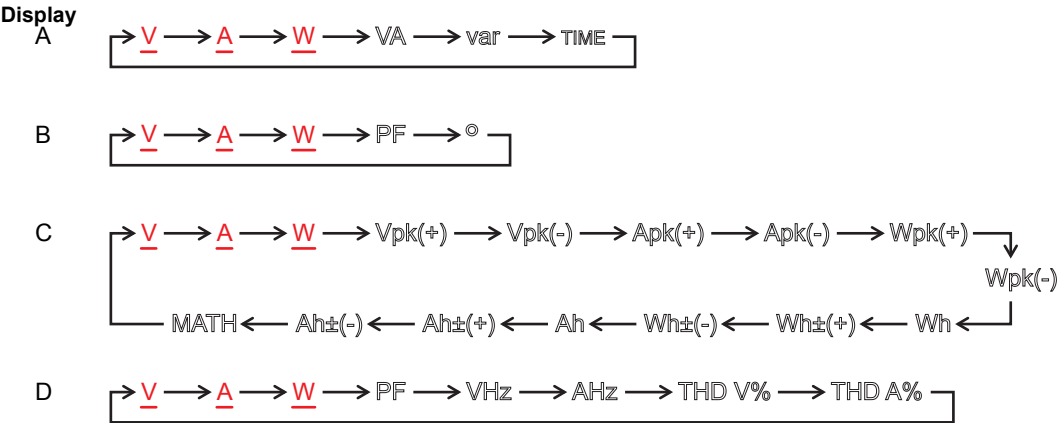 Display
A V A W VA var TIME
B V A W PF °
C V A W Vpk(+) Vpk(-) Apk(+) Apk(-) Wpk(+)
Wpk(-)
MATH Ah±(-) Ah±(+) Ah Wh±(-) Wh±(+) Wh
D V A W PF VHz AHz THD V% THD A%